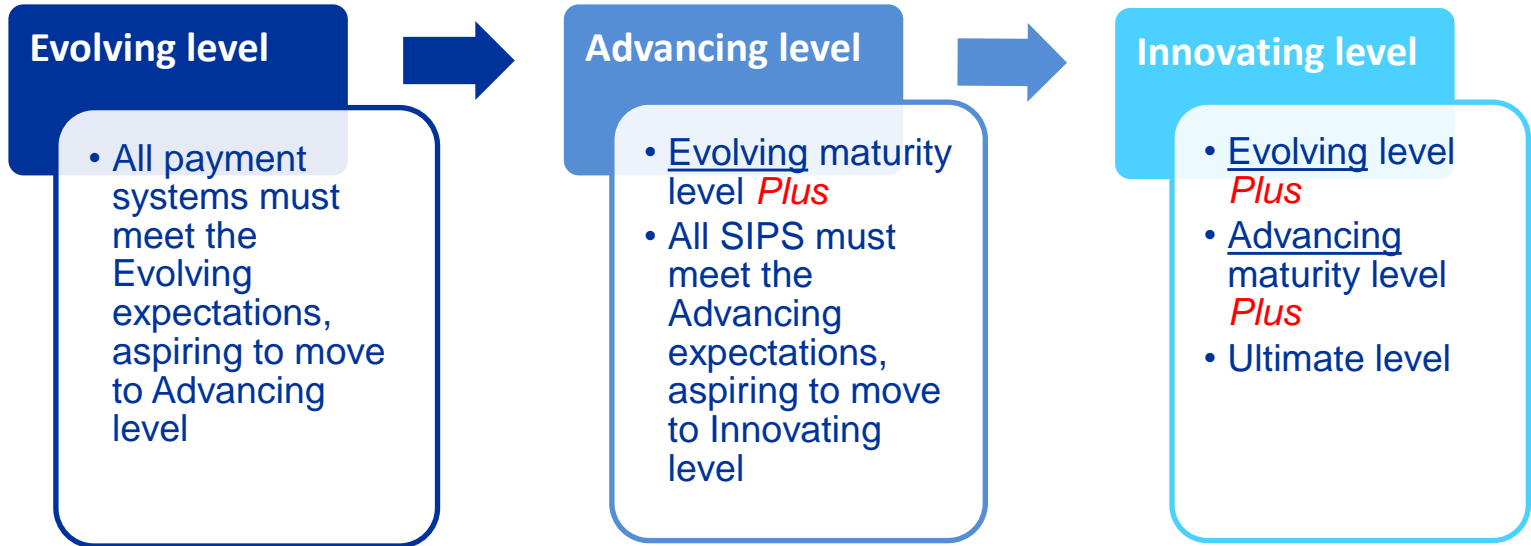 Evolving level
• All payment
systems must
meet the
Evolving
expectations,
aspiring to move
to Advancing
level
Advancing level
• Evolving maturity
level Plus
• All SIPS must
meet the
Advancing
expectations,
aspiring to move
to Innovating
level
Innovating level
• Evolving level
Plus
• Advancing
maturity level
Plus
• Ultimate level